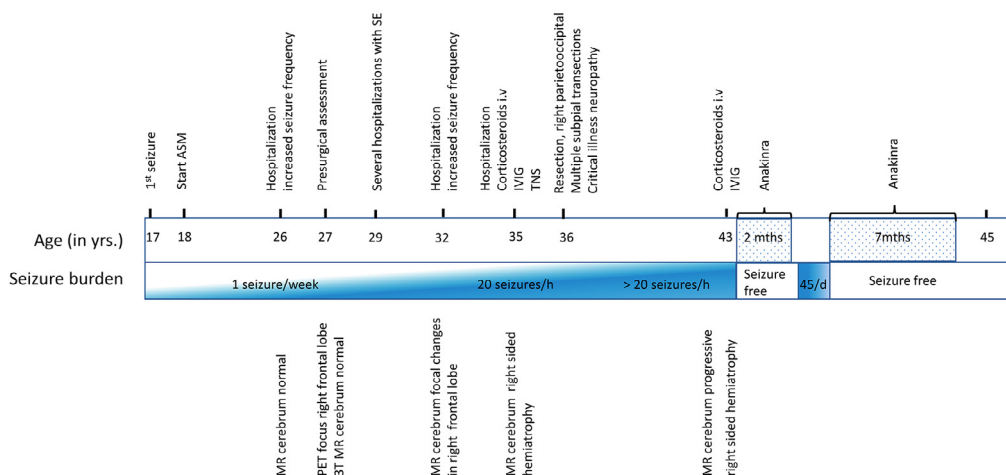 1st seizure
Start ASM
Hospitalization
increased seizure frequency
Presurgical assessment
Several hospitalizations with SE
Hospitalization
increased seizure frequency
Hospitalization
Corticosteroids i.v
IVIG
TNS
Resection, right parietooccipital
Multiple subpial transections
Critical illness neuropathy
Corticosteroids i.v
IVIG
Anakinra
Anakinra
Age (in yrs.)
17
18
26
27
29
32
35
36
43
2 mths
7mths
45
Seizure burden
1 seizure/week
20 seizures/h
> 20 seizures/h
Seizure
free
45/d
Seizure free
MR cerebrum normal
PET focus right frontal lobe
3T MR cerebrum normal
MR cerebrum focal changes
in right frontal lobe
MR cerebrum right sided
hemiatrophy
MR cerebrum progressive
right sided hemiatrophy